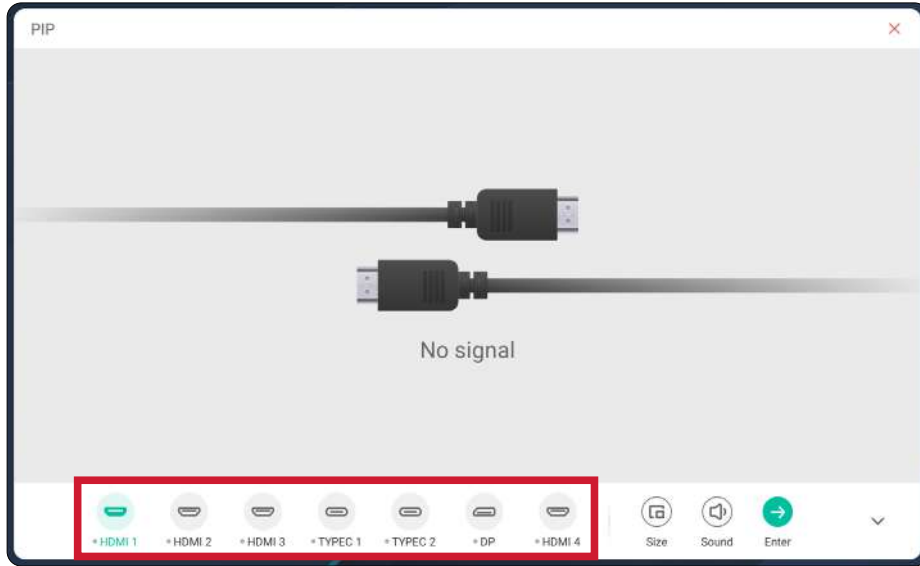 PIP
No signal
HDMI 1 HDMI 2 HDMI 3 TYPEC 1 TYPEC 2 DP HDMI 4 Size Sound Enter